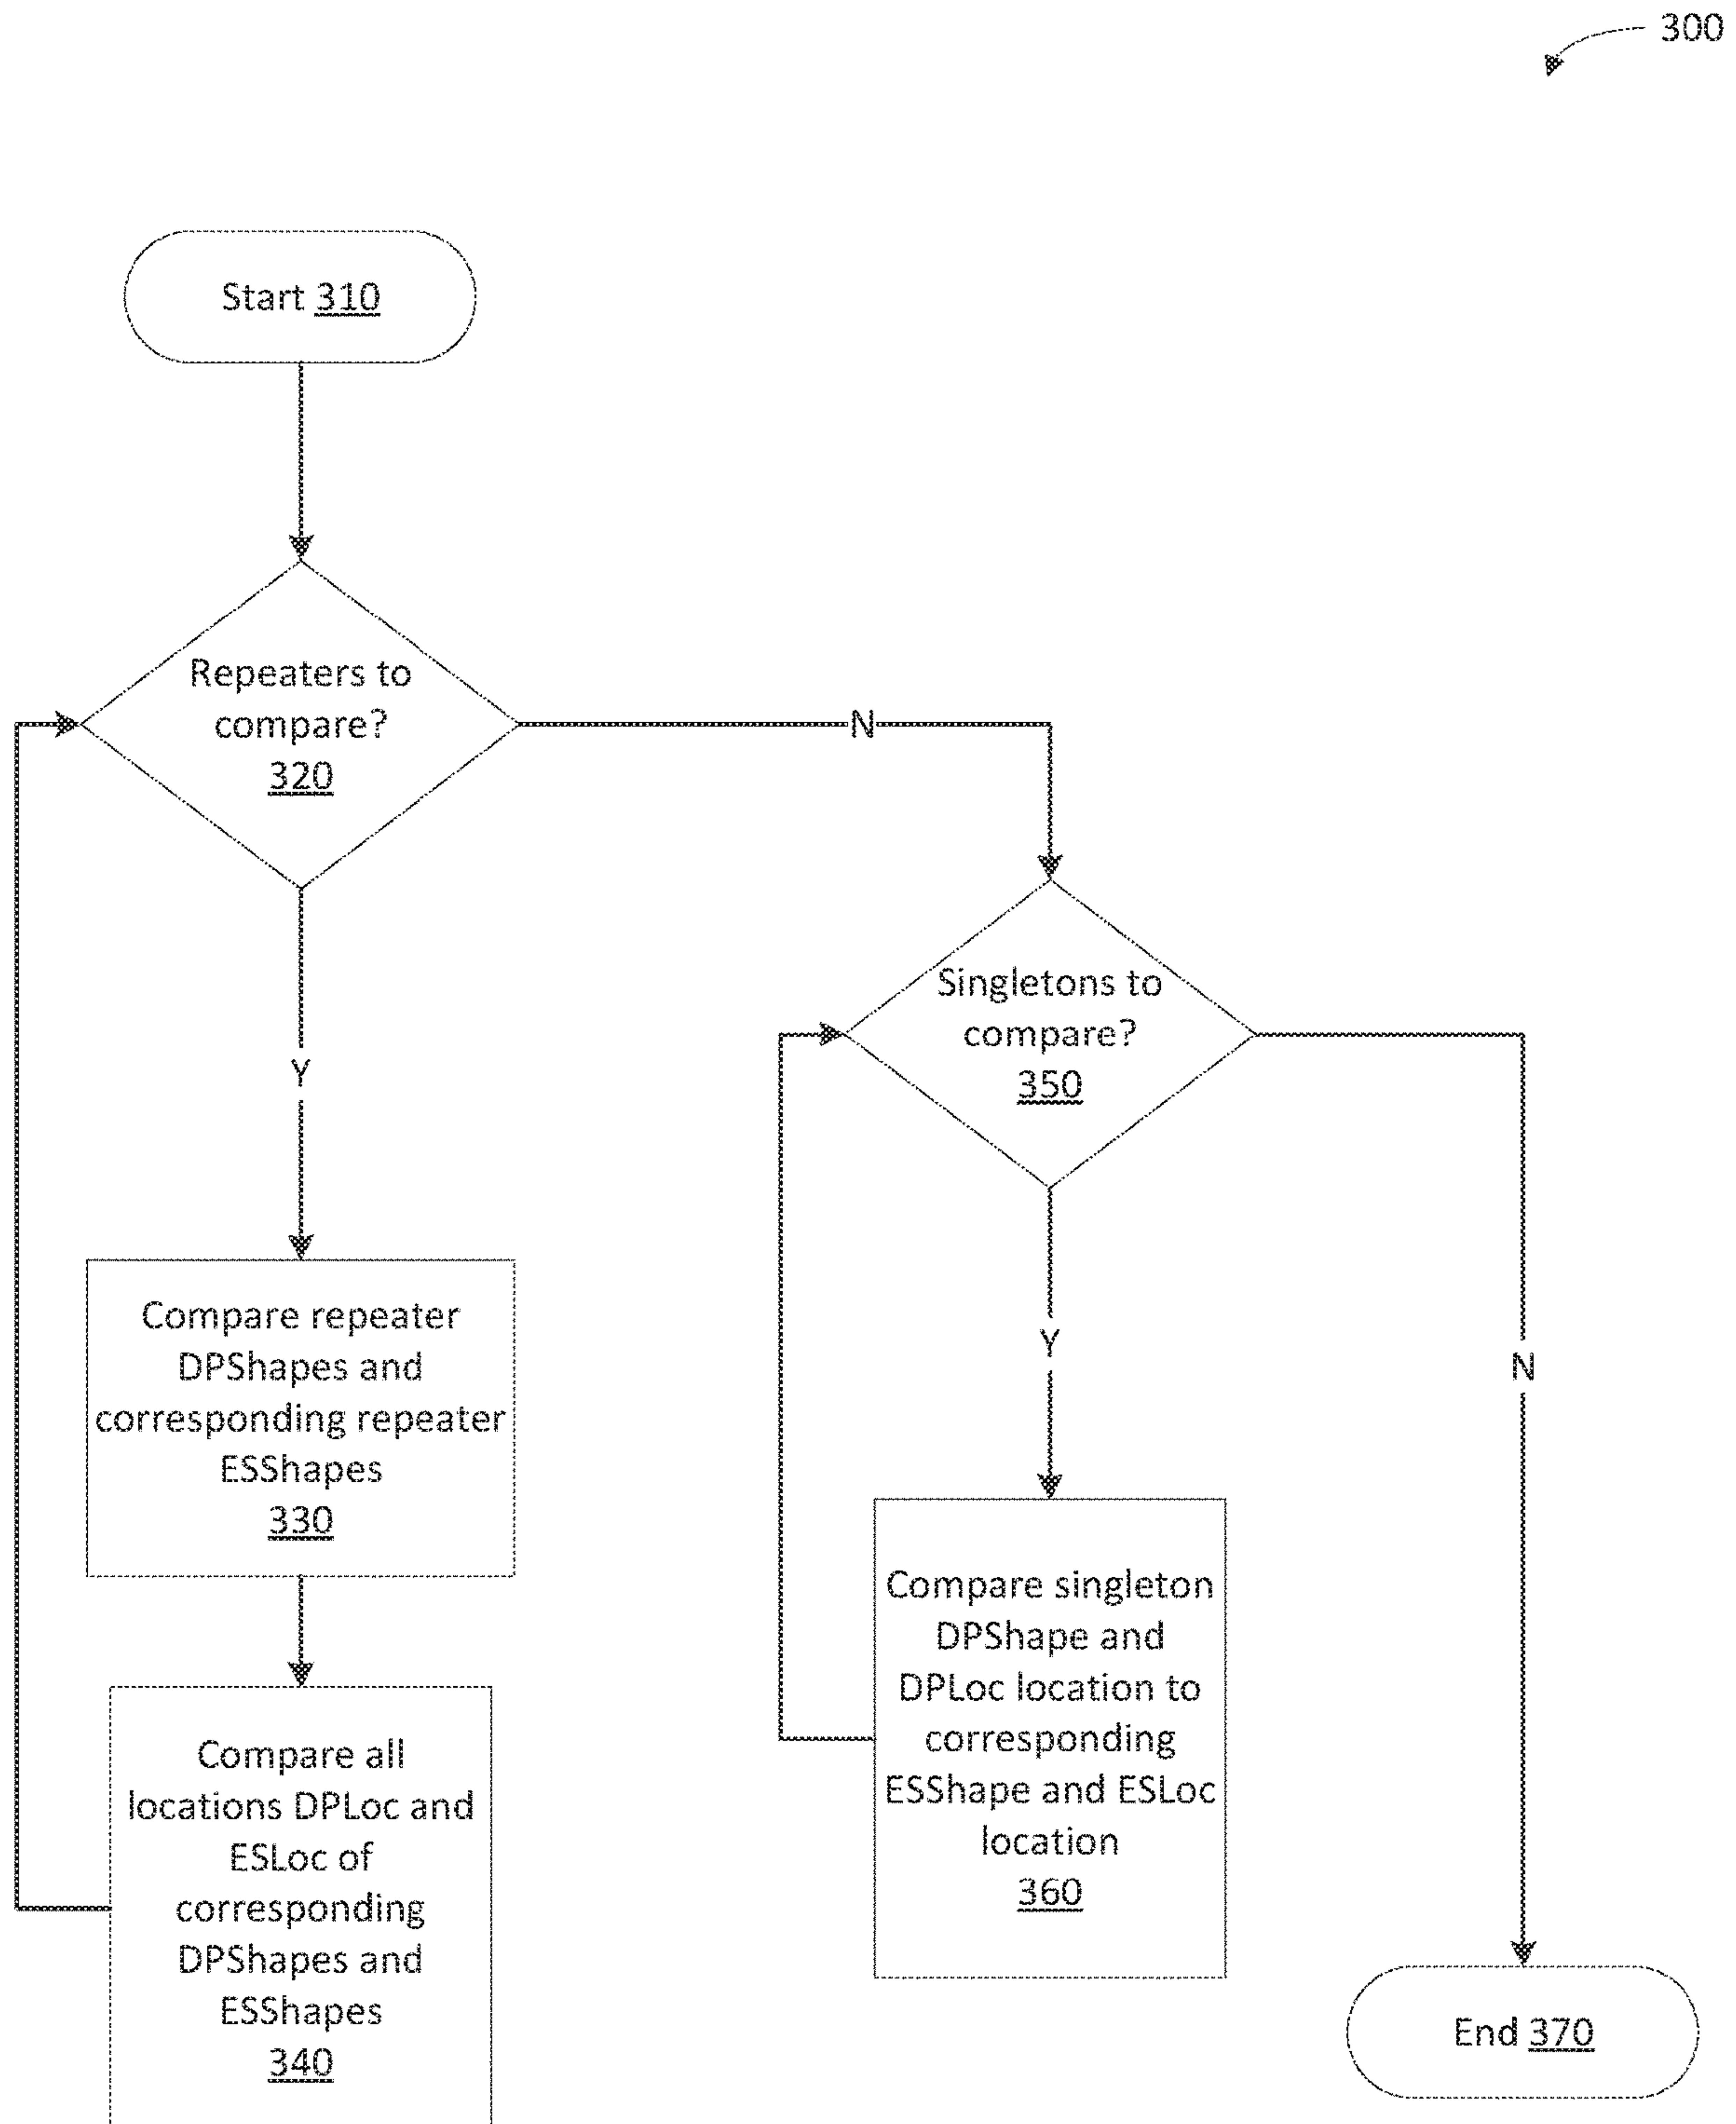 300
Start 310
Repeaters to
compare?
320
N
Y
Singletons to
compare?
350
Y
N
Compare repeater
DPShapes and
corresponding repeater
ESShapes
330
Compare all
locations DPLoc and
ESLoc of
corresponding
DPShapes and
ESShapes
340
Compare singleton
DPShape and
DPLoc location to
corresponding
ESShape and ESLoc
location
360
End 370